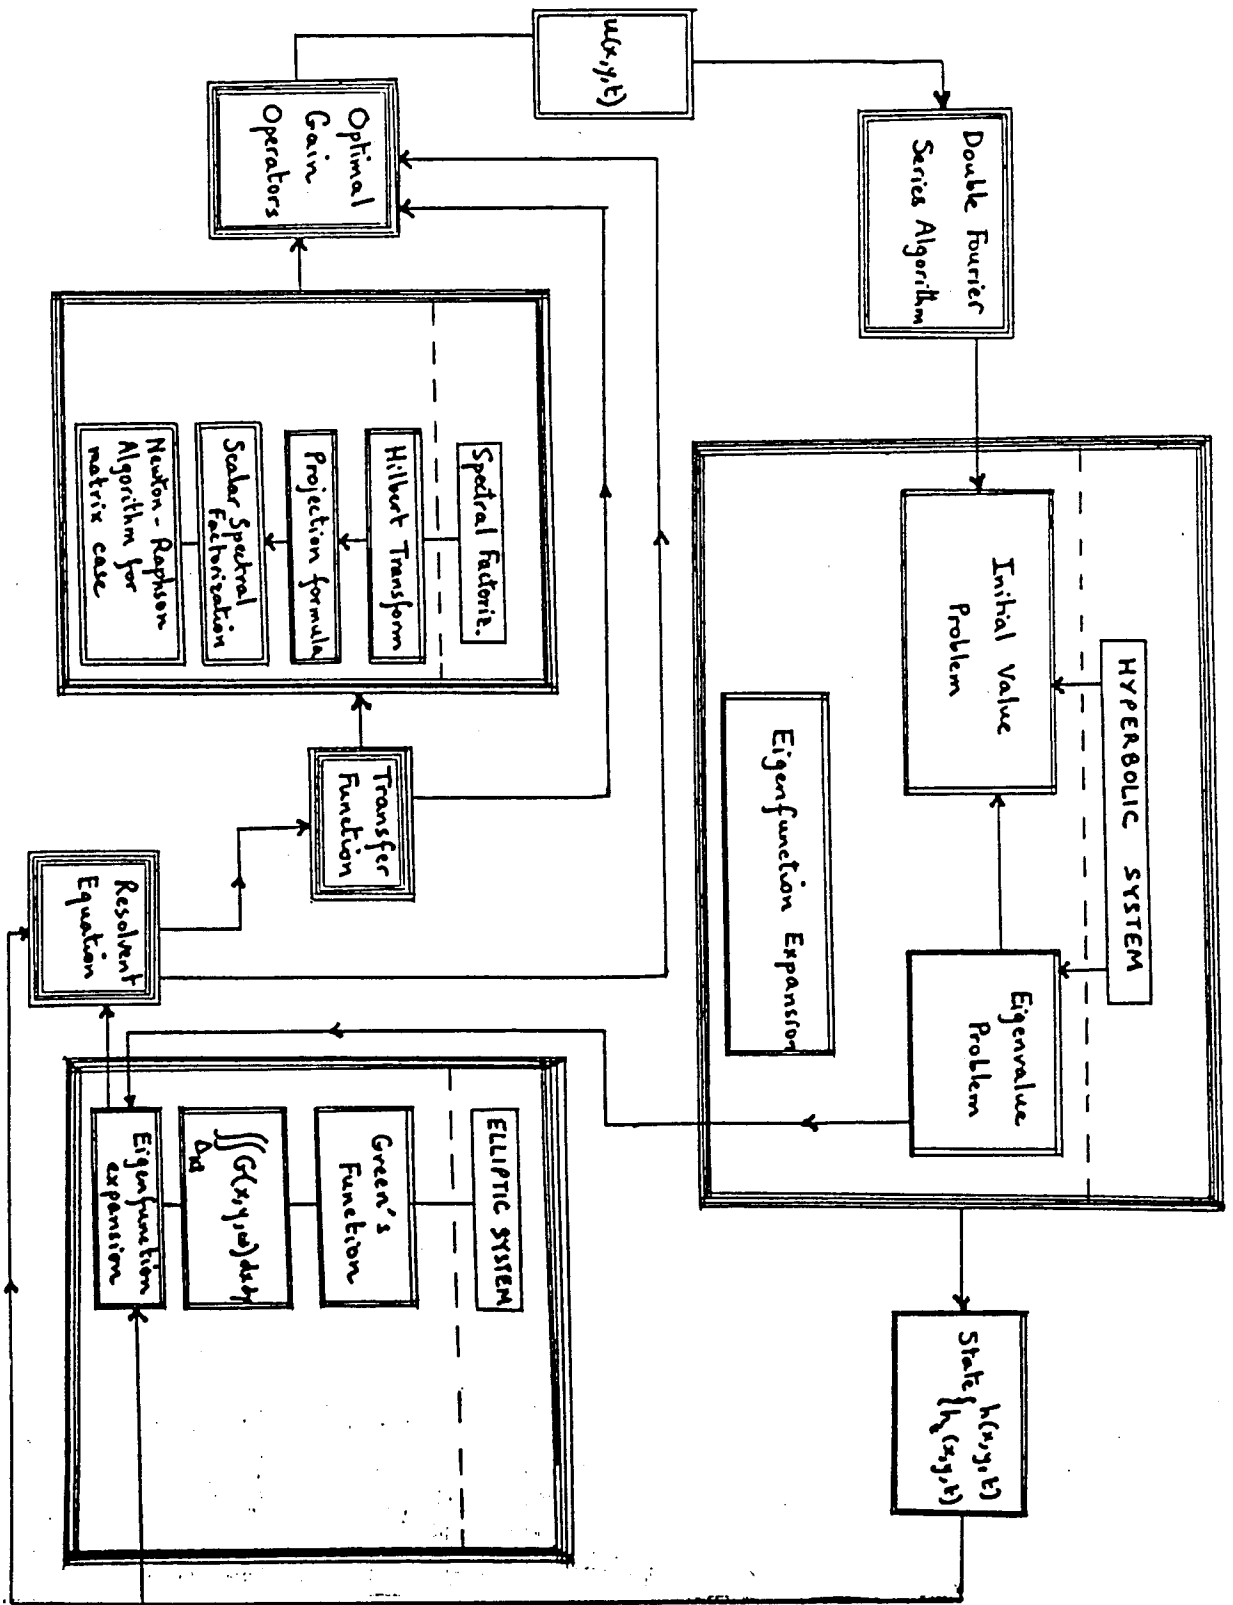 HYPERBOLIC SYSTEM
Double Fourier
Series Algorithm
Initial Value
Problem
Eigenvalue
Problem
State { h(x,y,t)
hₜ(x,y,t)
Eigenfunction Expansion
u(x,y,t)
Optimal
Gain
Operators
Spectral Factoriz.
Hilbert Transform
Projection formula
Scalar Spectral
Factorization
Newton-Raphson
Algorithm for
matrix case
Transfer
Function
Resolvent
Equation
ELLIPTIC SYSTEM
Green's
Function
∬G(x,y,ω)dxdy
Eigenfunction
expansion